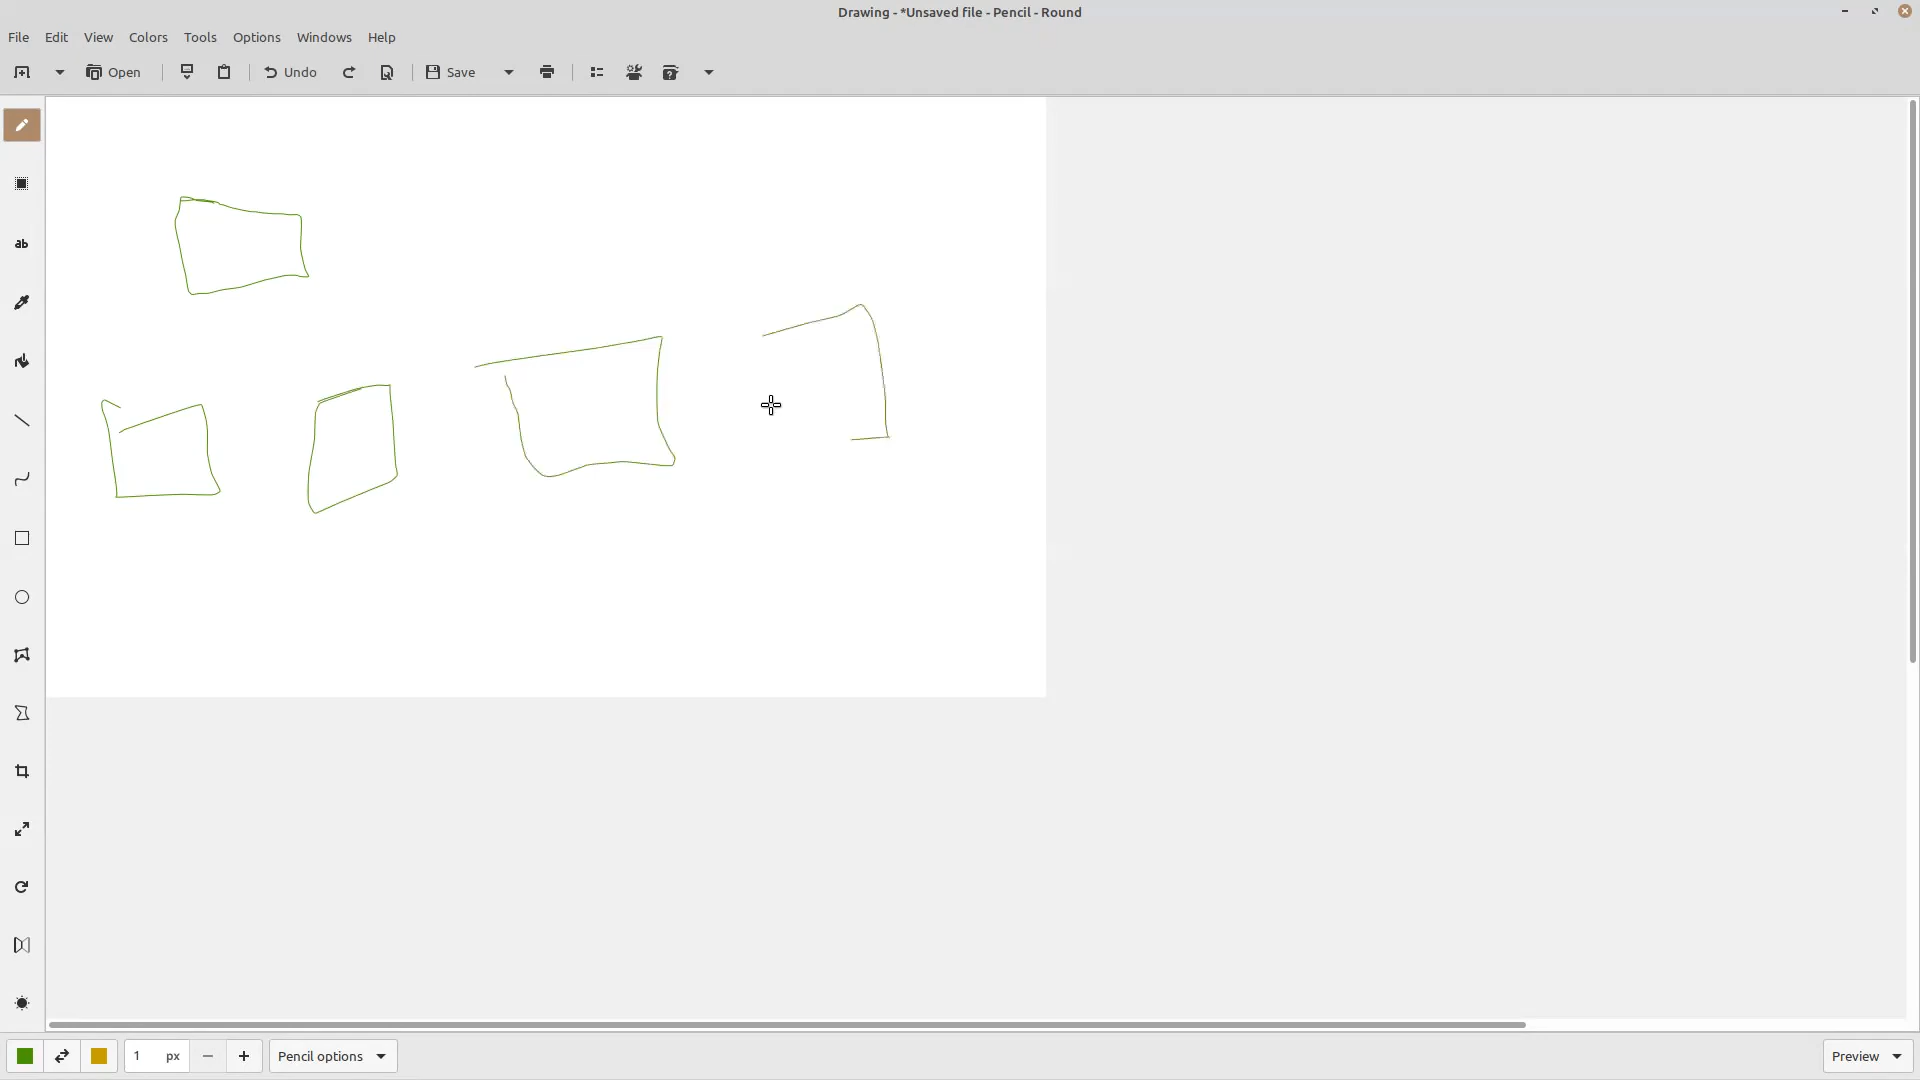 Drawing - *Unsaved file - Pencil - Round
File Edit View Colors Tools Options Windows Help
Open Undo Save
ab
1 px Pencil options Preview